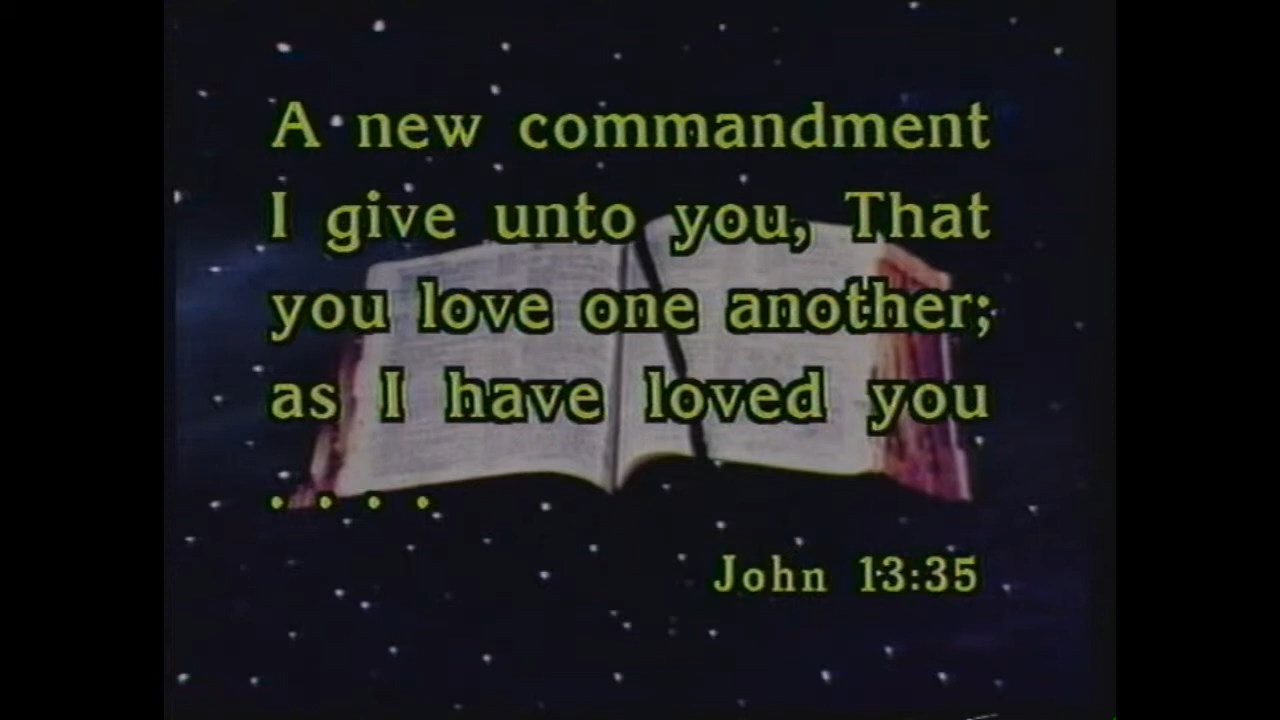 A new commandment
I give unto you, That
you love one another;
as I have loved you
. . . .
John 13:35